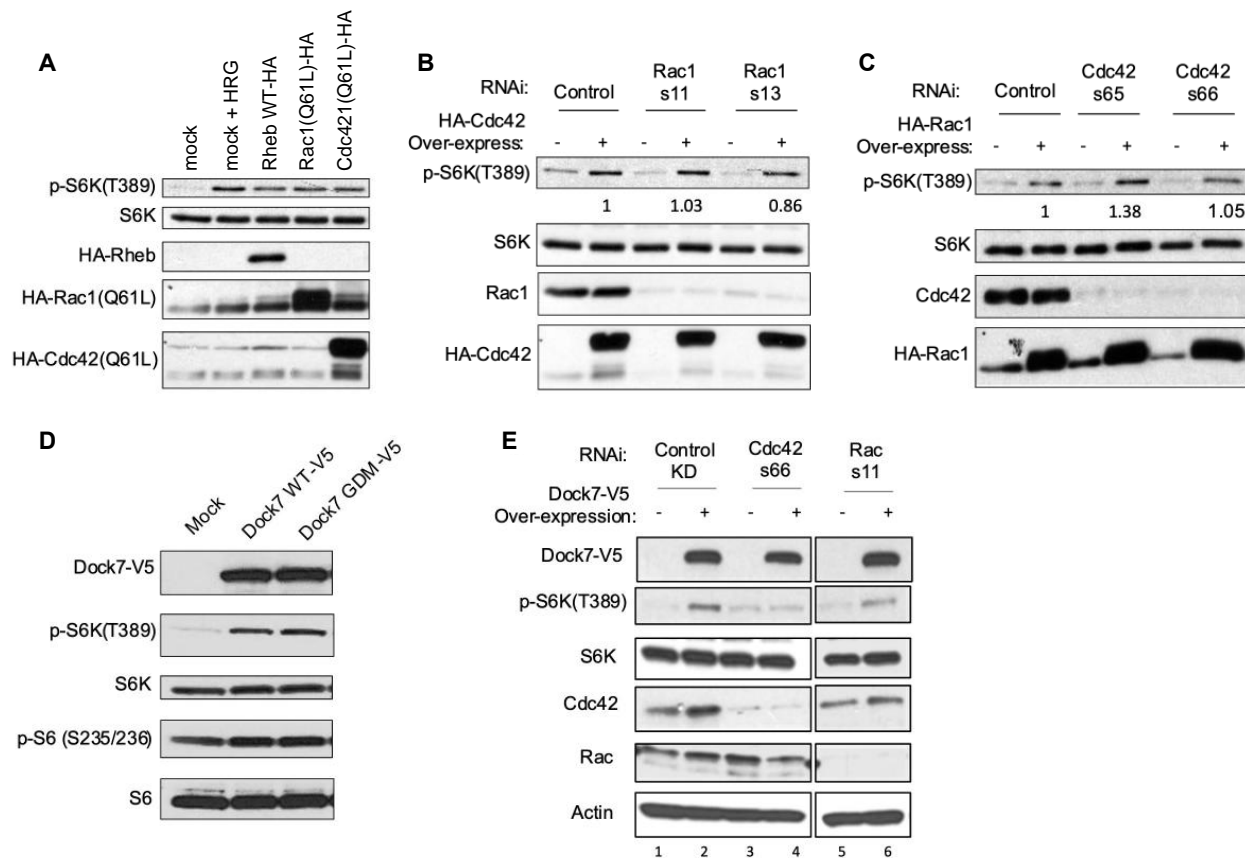 A
mock
mock + HRG
Rheb WT-HA
Rac1(Q61L)-HA
Cdc421(Q61L)-HA
p-S6K(T389)
S6K
HA-Rheb
HA-Rac1(Q61L)
HA-Cdc42(Q61L)
B
RNAi:
Control
Rac1
s11
Rac1
s13
HA-Cdc42
Over-express:
- + - + - +
p-S6K(T389)
1 1.03 0.86
S6K
Rac1
HA-Cdc42
C
RNAi:
Control
Cdc42
s65
Cdc42
s66
HA-Rac1
Over-express:
- + - + - +
p-S6K(T389)
1 1.38 1.05
S6K
Cdc42
HA-Rac1
D
Mock
Dock7 WT-V5
Dock7 GDM-V5
Dock7-V5
p-S6K(T389)
S6K
p-S6 (S235/236)
S6
E
RNAi:
Control
KD
Cdc42
s66
Rac
s11
Dock7-V5
Over-expression:
- + - + - +
Dock7-V5
p-S6K(T389)
S6K
Cdc42
Rac
Actin
1 2 3 4 5 6